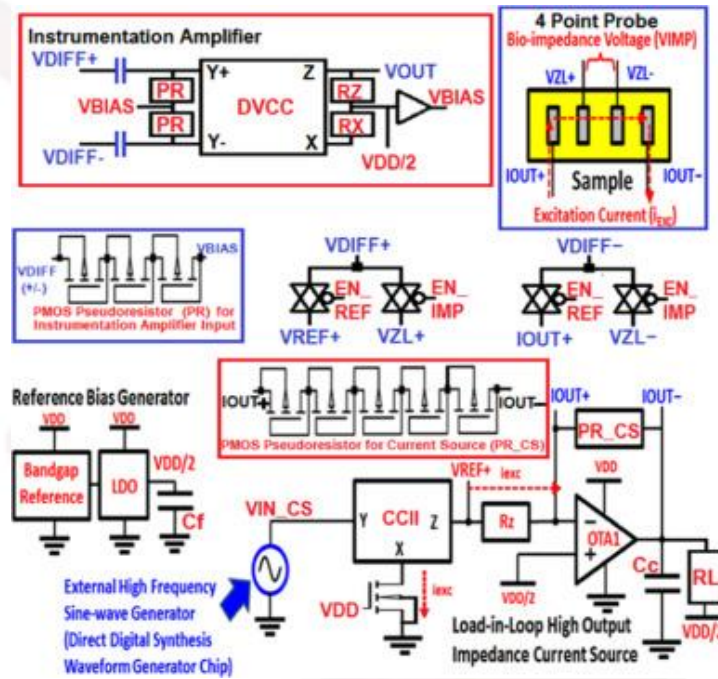 Instrumentation Amplifier
VDIFF+
VBIAS
VDIFF-
PR
PR
Y+
Y-
DVCC
Z
X
RZ
RX
VOUT
VBIAS
VDD/2
4 Point Probe
Bio-impedance Voltage (VIMP)
VZL+
VZL-
IOUT+
IOUT-
Sample
Excitation Current (iEXC)
VDIFF
(+/-)
VBIAS
PMOS Pseudoresistor (PR) for
Instrumentation Amplifier Input
VDIFF+
EN_
REF
EN_
IMP
VREF+
VZL+
VDIFF-
EN_
REF
EN_
IMP
IOUT+
VZL-
IOUT+
IOUT-
PMOS Pseudoresistor for Current Source (PR_CS)
Reference Bias Generator
VDD
VDD
Bandgap
Reference
LDO
VDD/2
Cf
VIN_CS
External High Frequency
Sine-wave Generator
(Direct Digital Synthesis
Waveform Generator Chip)
Y
CCII
Z
X
VDD
iexc
VREF+
iexc
Rz
IOUT+
IOUT-
PR_CS
VDD
-
+
OTA1
VDD/2
Cc
RL
VDD/2
Load-in-Loop High Output
Impedance Current Source